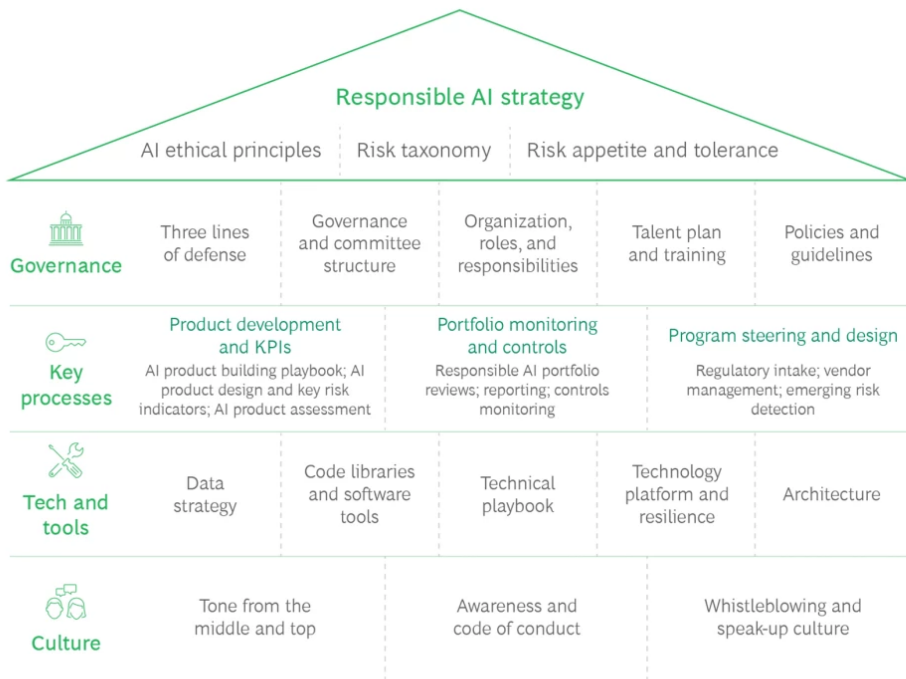 Responsible AI strategy
AI ethical principles
Risk taxonomy
Risk appetite and tolerance
Governance
Three lines
of defense
Governance
and committee
structure
Organization,
roles, and
responsibilities
Talent plan
and training
Policies and
guidelines
Key
processes
Product development
and KPIs
AI product building playbook; AI
product design and key risk
indicators; AI product assessment
Portfolio monitoring
and controls
Responsible AI portfolio
reviews; reporting; controls
monitoring
Program steering and design
Regulatory intake; vendor
management; emerging risk
detection
Tech and
tools
Data
strategy
Code libraries
and software
tools
Technical
playbook
Technology
platform and
resilience
Architecture
Culture
Tone from the
middle and top
Awareness and
code of conduct
Whistleblowing and
speak-up culture